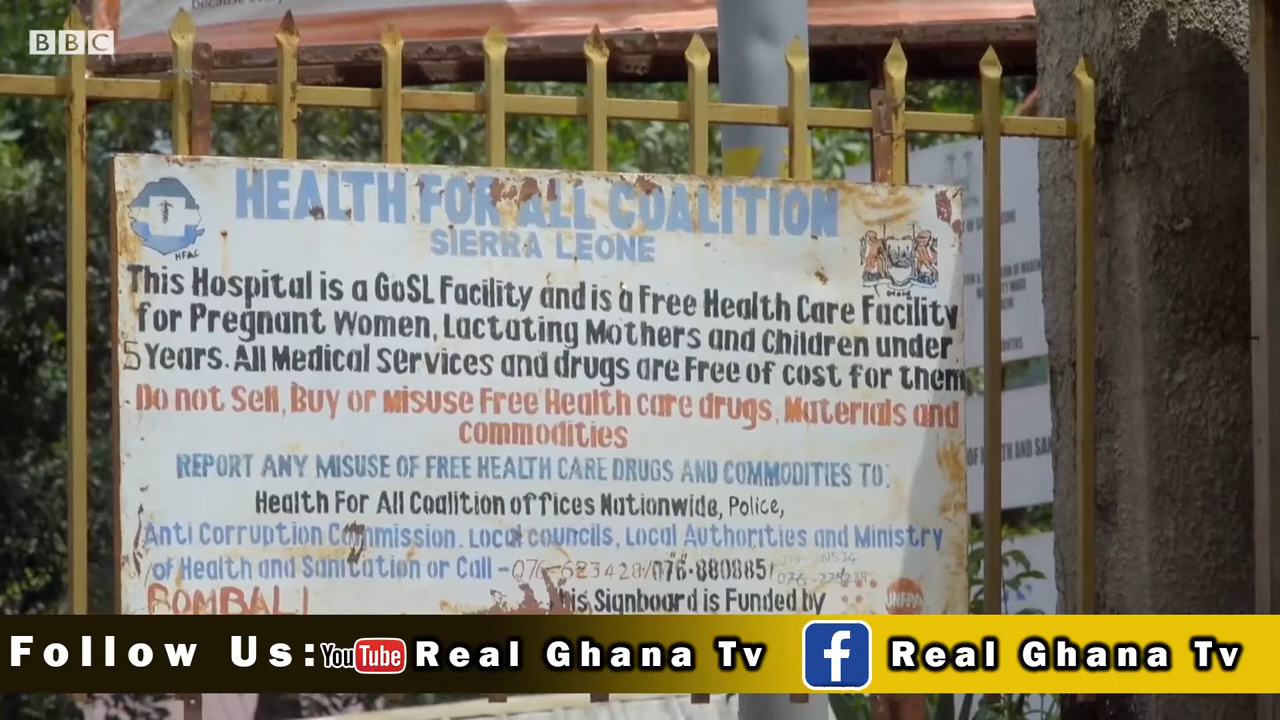 because every
BBC
HEALTH FOR ALL COALITION
SIERRA LEONE
HFAC
This Hospital is a GoSL Facility and is a Free Health Care Facility
for Pregnant Women, Lactating Mothers and Children under
5 Years. All Medical Services and drugs are Free of cost for them
Do not Sell, Buy or Misuse Free Health care drugs, Materials and
commodities
REPORT ANY MISUSE OF FREE HEALTH CARE DRUGS AND COMMODITIES TO:
Health For All Coalition offices Nationwide, Police,
Anti Corruption Commission. Local councils, Local Authorities and Ministry
of Health and Sanitation or Call - 076-623428/076-880885/
BOMBALI
This Signboard is Funded by
UNFPA
Follow Us: YouTube Real Ghana Tv
f Real Ghana Tv